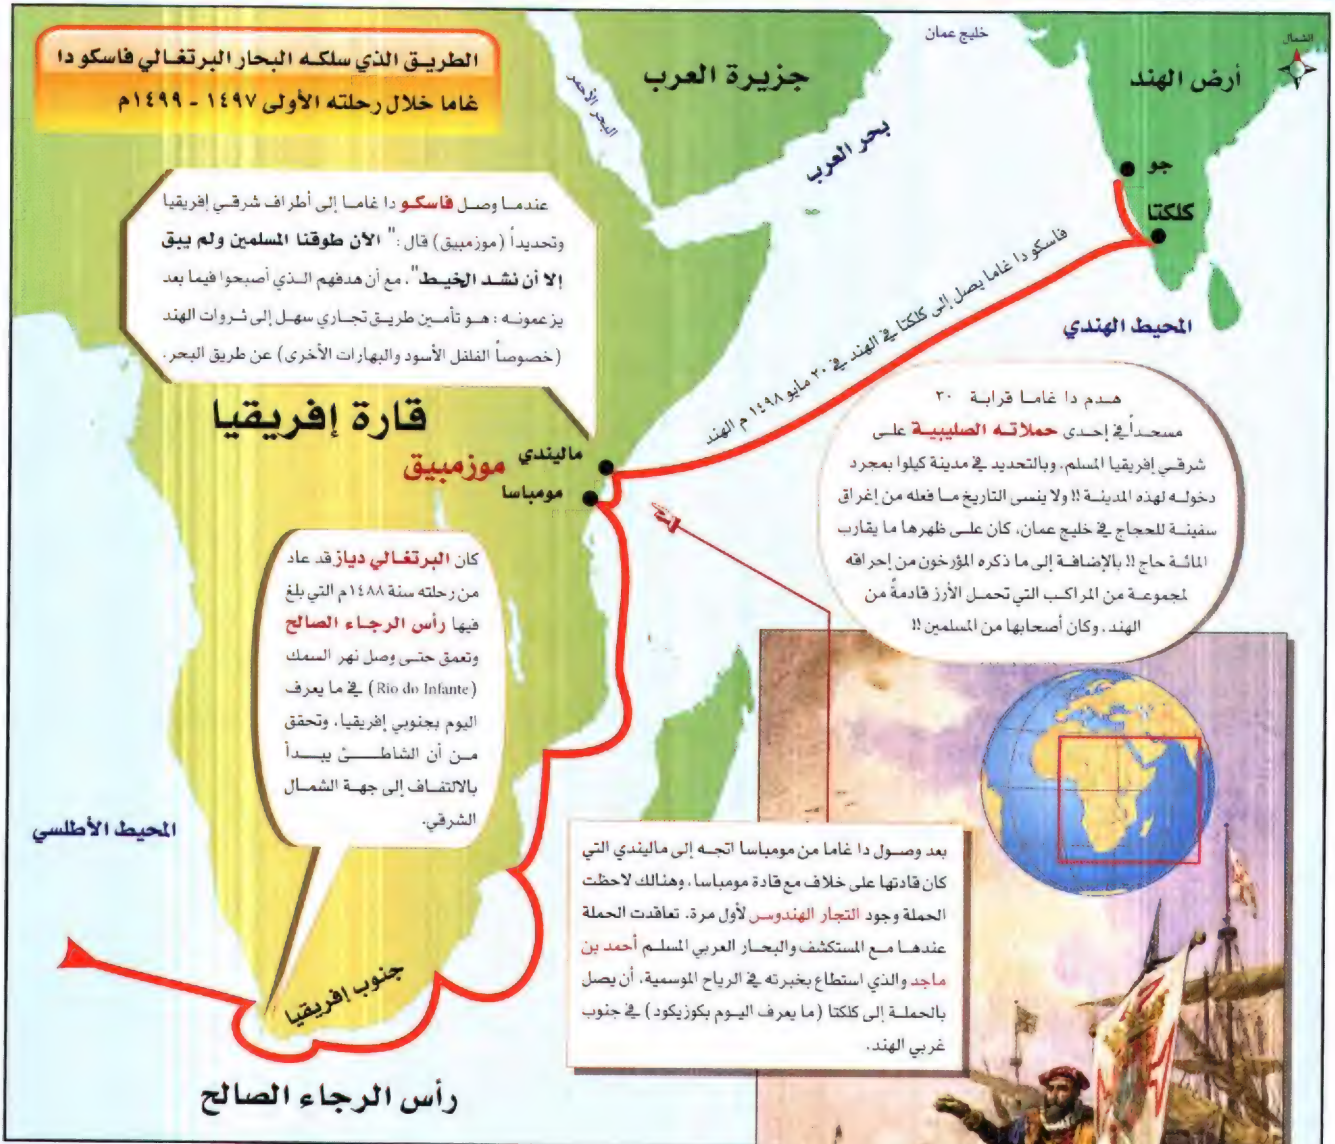 الطريق الذي سلكه البحار البرتغالي فاسكو دا
غاما خلال رحلته الأولى ١٤٩٧ - ١٤٩٩م
خليج عمان
الشمال
جزيرة العرب
أرض الهند
البحر الأحمر
بحر العرب
جو
كلكتا
عندما وصل فاسكو دا غاما إلى أطراف شرقي إفريقيا
وتحديداً (موزمبيق) قال: " الآن طوقنا المسلمين ولم يبق
إلا أن نشد الخيط". مع أن هدفهم الذي أصبحوا فيما بعد
يزعمونه : هو تأمين طريق تجاري سهل إلى ثروات الهند
(خصوصاً الفلفل الأسود والبهارات الأخرى) عن طريق البحر.
فاسكو دا غاما يصل إلى كلكتا في الهند في ٢٠ مايو ١٤٩٨ م الهند
المحيط الهندي
هدم دا غاما قرابة ٣٠
مسجداً في إحدى حملاته الصليبية على
شرقي إفريقيا المسلم. وبالتحديد في مدينة كيلوا بمجرد
دخوله لهذه المدينة !! ولا ينسى التاريخ ما فعله من إغراق
سفينة للحجاج في خليج عمان، كان على ظهرها ما يقارب
المائة حاج !! بالإضافة إلى ما ذكره المؤرخون من إحراقه
لمجموعة من المراكب التي تحمل الأرز قادمةً من
الهند. وكان أصحابها من المسلمين !!
قارة إفريقيا
ماليندي
موزمبيق
مومباسا
كان البرتغالي دياز قد عاد
من رحلته سنة ١٤٨٨م التي بلغ
فيها رأس الرجاء الصالح
وتعمق حتى وصل نهر السمك
(Rio do Infante) في ما يعرف
اليوم بجنوبي إفريقيا، وتحقق
من أن الشاطئ يبدأ
بالالتفاف إلى جهة الشمال
الشرقي.
المحيط الأطلسي
بعد وصول دا غاما من مومباسا اتجه إلى ماليندي التي
كان قادتها على خلاف مع قادة مومباسا، وهنالك لاحظت
الحملة وجود التجار الهندوس لأول مرة. تعاقدت الحملة
عندها مع المستكشف والبحار العربي المسلم أحمد بن
ماجد والذي استطاع بخبرته في الرياح الموسمية، أن يصل
بالحملة إلى كلكتا (ما يعرف اليوم بكوزيكود) في جنوب
غربي الهند.
جنوب إفريقيا
رأس الرجاء الصالح